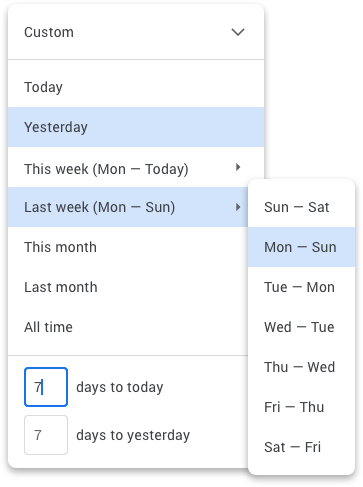 Custom
Today
Yesterday
This week (Mon — Today)
Last week (Mon — Sun)
This month
Last month
All time
7 days to today
7 days to yesterday
Sun — Sat
Mon — Sun
Tue — Mon
Wed — Tue
Thu — Wed
Fri — Thu
Sat — Fri